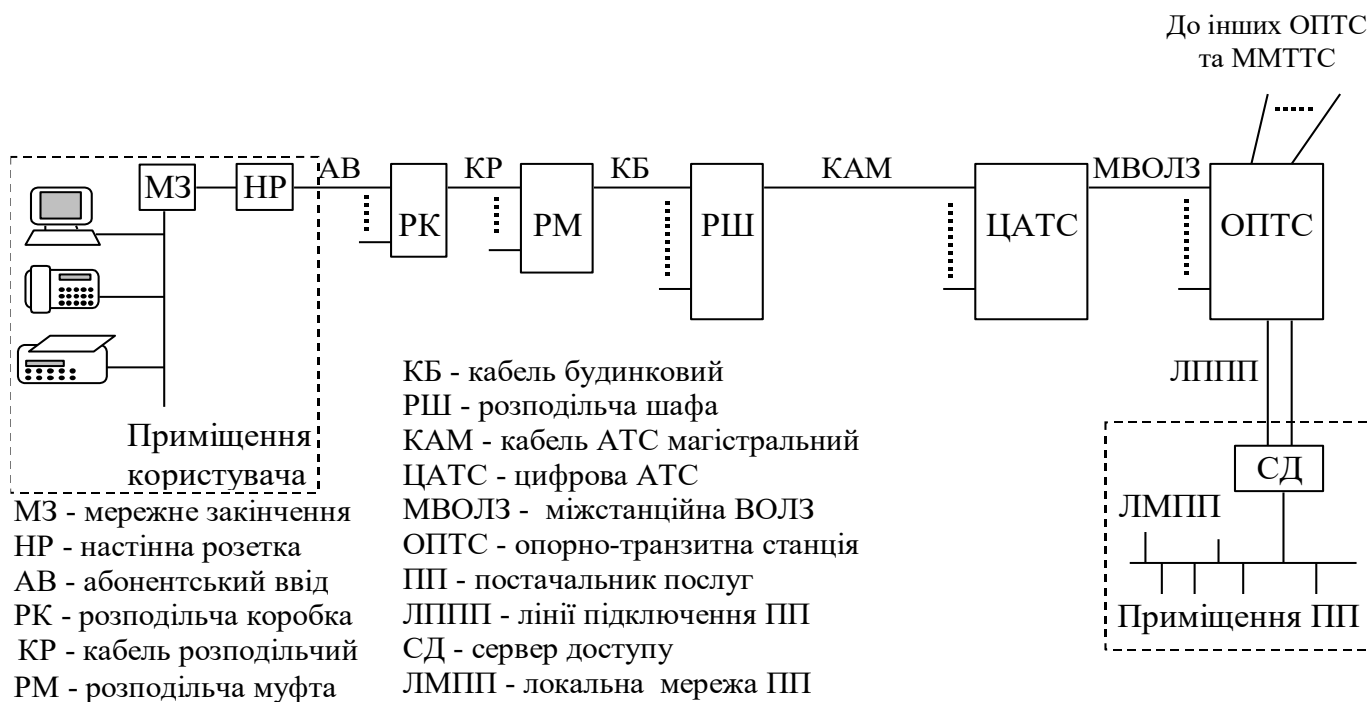 До інших ОПТС
та ММТТС
АВ
КР
КБ
КАМ
МВОЛЗ
МЗ
НР
РК
РМ
РШ
ЦАТС
ОПТС
ЛППП
Приміщення
користувача
СД
ЛМПП
Приміщення ПП
МЗ - мережне закінчення
НР - настінна розетка
АВ - абонентський ввід
РК - розподільча коробка
КР - кабель розподільчий
РМ - розподільча муфта
КБ - кабель будинковий
РШ - розподільча шафа
КАМ - кабель АТС магістральний
ЦАТС - цифрова АТС
МВОЛЗ - міжстанційна ВОЛЗ
ОПТС - опорно-транзитна станція
ПП - постачальник послуг
ЛППП - лінії підключення ПП
СД - сервер доступу
ЛМПП - локальна мережа ПП